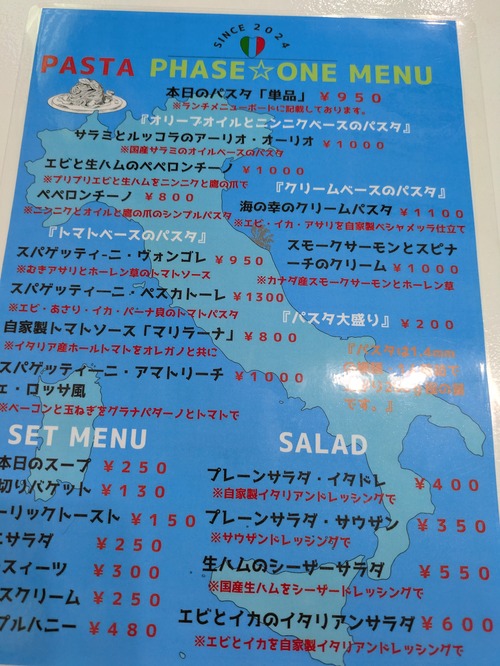 SINCE 2024
PASTA PHASE☆ONE MENU
本日のパスタ「単品」 ￥950
※ランチメニューボードに記載しております。
『オリーブオイルとニンニクベースのパスタ』
サラミとルッコラのアーリオ・オーリオ ￥1000
※国産サラミのオイルベースのパスタ
エビと生ハムのペペロンチーノ ￥1000
※プリプリエビと生ハムをニンニクと鷹の爪で
ペペロンチーノ ￥800
※ニンニクとオイルと鷹の爪のシンプルパスタ
『クリームベースのパスタ』
海の幸のクリームパスタ ￥1100
※エビ・イカ・アサリを自家製ベシャメッラ仕立て
スモークサーモンとスピナ
ーチのクリーム ￥1000
※カナダ産スモークサーモンとホーレン草
『トマトベースのパスタ』
スパゲッティーニ・ヴォンゴレ ￥950
※むきアサリとホーレン草のトマトソース
スパゲッティーニ・ペスカトーレ ￥1300
※エビ・あさり・イカ・パーナ貝のトマトパスタ
自家製トマトソース「マリラーナ」 ￥800
※イタリア産ホールトマトをオレガノと共に
スパゲッティーニ・アマトリーチ ￥1000
ェ・ロッサ風
※ベーコンと玉ねぎをグラナパダーノとトマトで
『パスタ大盛り』 ￥200
『パスタは1.4mm
です。』
SET MENU
本日のスープ ￥250
切りバゲット ￥130
ーリックトースト ￥150
ニサラダ ￥250
スイーツ ￥300
スクリーム ￥250
プルハニー ￥480
SALAD
プレーンサラダ・イタドレ ￥400
※自家製イタリアンドレッシングで
プレーンサラダ・サウザン ￥350
※サウザンドレッシングで
生ハムのシーザーサラダ ￥550
※国産生ハムをシーザードレッシングで
エビとイカのイタリアンサラダ ￥600
※エビとイカを自家製イタリアンドレッシングで